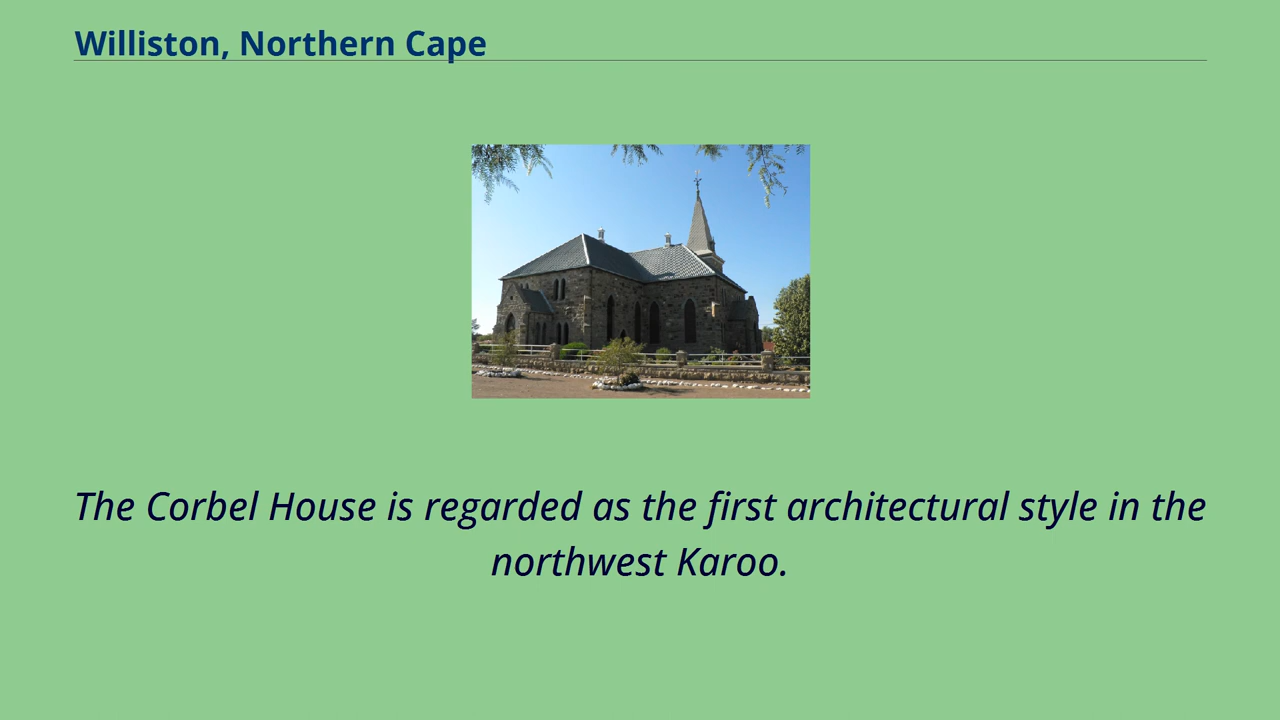 Williston, Northern Cape
The Corbel House is regarded as the first architectural style in the
northwest Karoo.